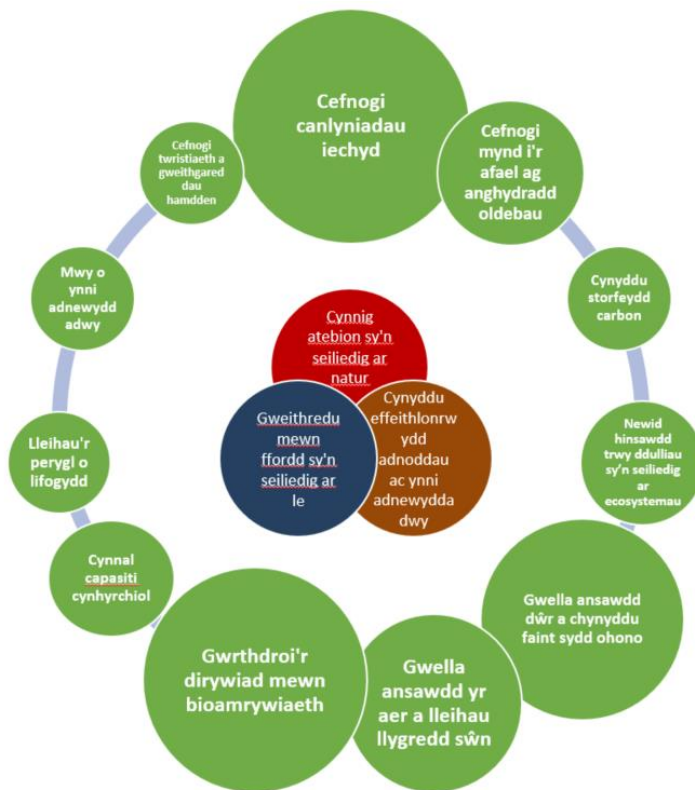 Cefnogi
canlyniadau
iechyd
Cefnogi
mynd i'r
afael ag
anghydradd
oldebau
Cynyddu
storfeydd
carbon
Newid
hinsawdd
trwy ddulliau
sy'n seiliedig
ar
ecosystemau
Gwella ansawdd
dŵr a chynyddu
faint sydd ohono
Gwella
ansawdd yr
aer a lleihau
llygredd sŵn
Gwrthdroi'r
dirywiad mewn
bioamrywiaeth
Cynnal
capasiti
cynhyrchiol
Lleihau'r
perygl o
lifogydd
Mwy o
ynni
adnewydd
adwy
Cefnogi
twristiaeth a
gweithgared
dau
hamdden
Cynnig
atebion sy'n
seiliedig ar
natur
Cynyddu
effeithlonrw
ydd
adnoddau
ac ynni
adnewydda
dwy
Gweithredu
mewn
ffordd sy'n
seiliedig ar
le